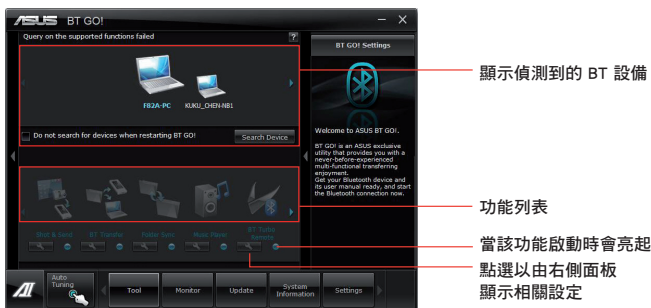 ASUS BT GO!
Query on the supported functions failed
?
BT GO! Settings
F82A-PC
KUKU_CHEN-NB1
Do not search for devices when restarting BT GO!
Search Device
Welcome to ASUS BT GO!.
BT GO! is an ASUS exclusive
utility that provides you with a
never-before-experienced
multi-functional transferring
enjoyment.
Get your Bluetooth device and
its user manual ready, and start
the Bluetooth connection now.
Shot & Send
BT Transfer
Folder Sync
Music Player
BT Turbo
Remote
Auto
Tuning
Tool
Monitor
Update
System
Information
Settings
顯示偵測到的 BT 設備
功能列表
當該功能啟動時會亮起
點選以由右側面板
顯示相關設定